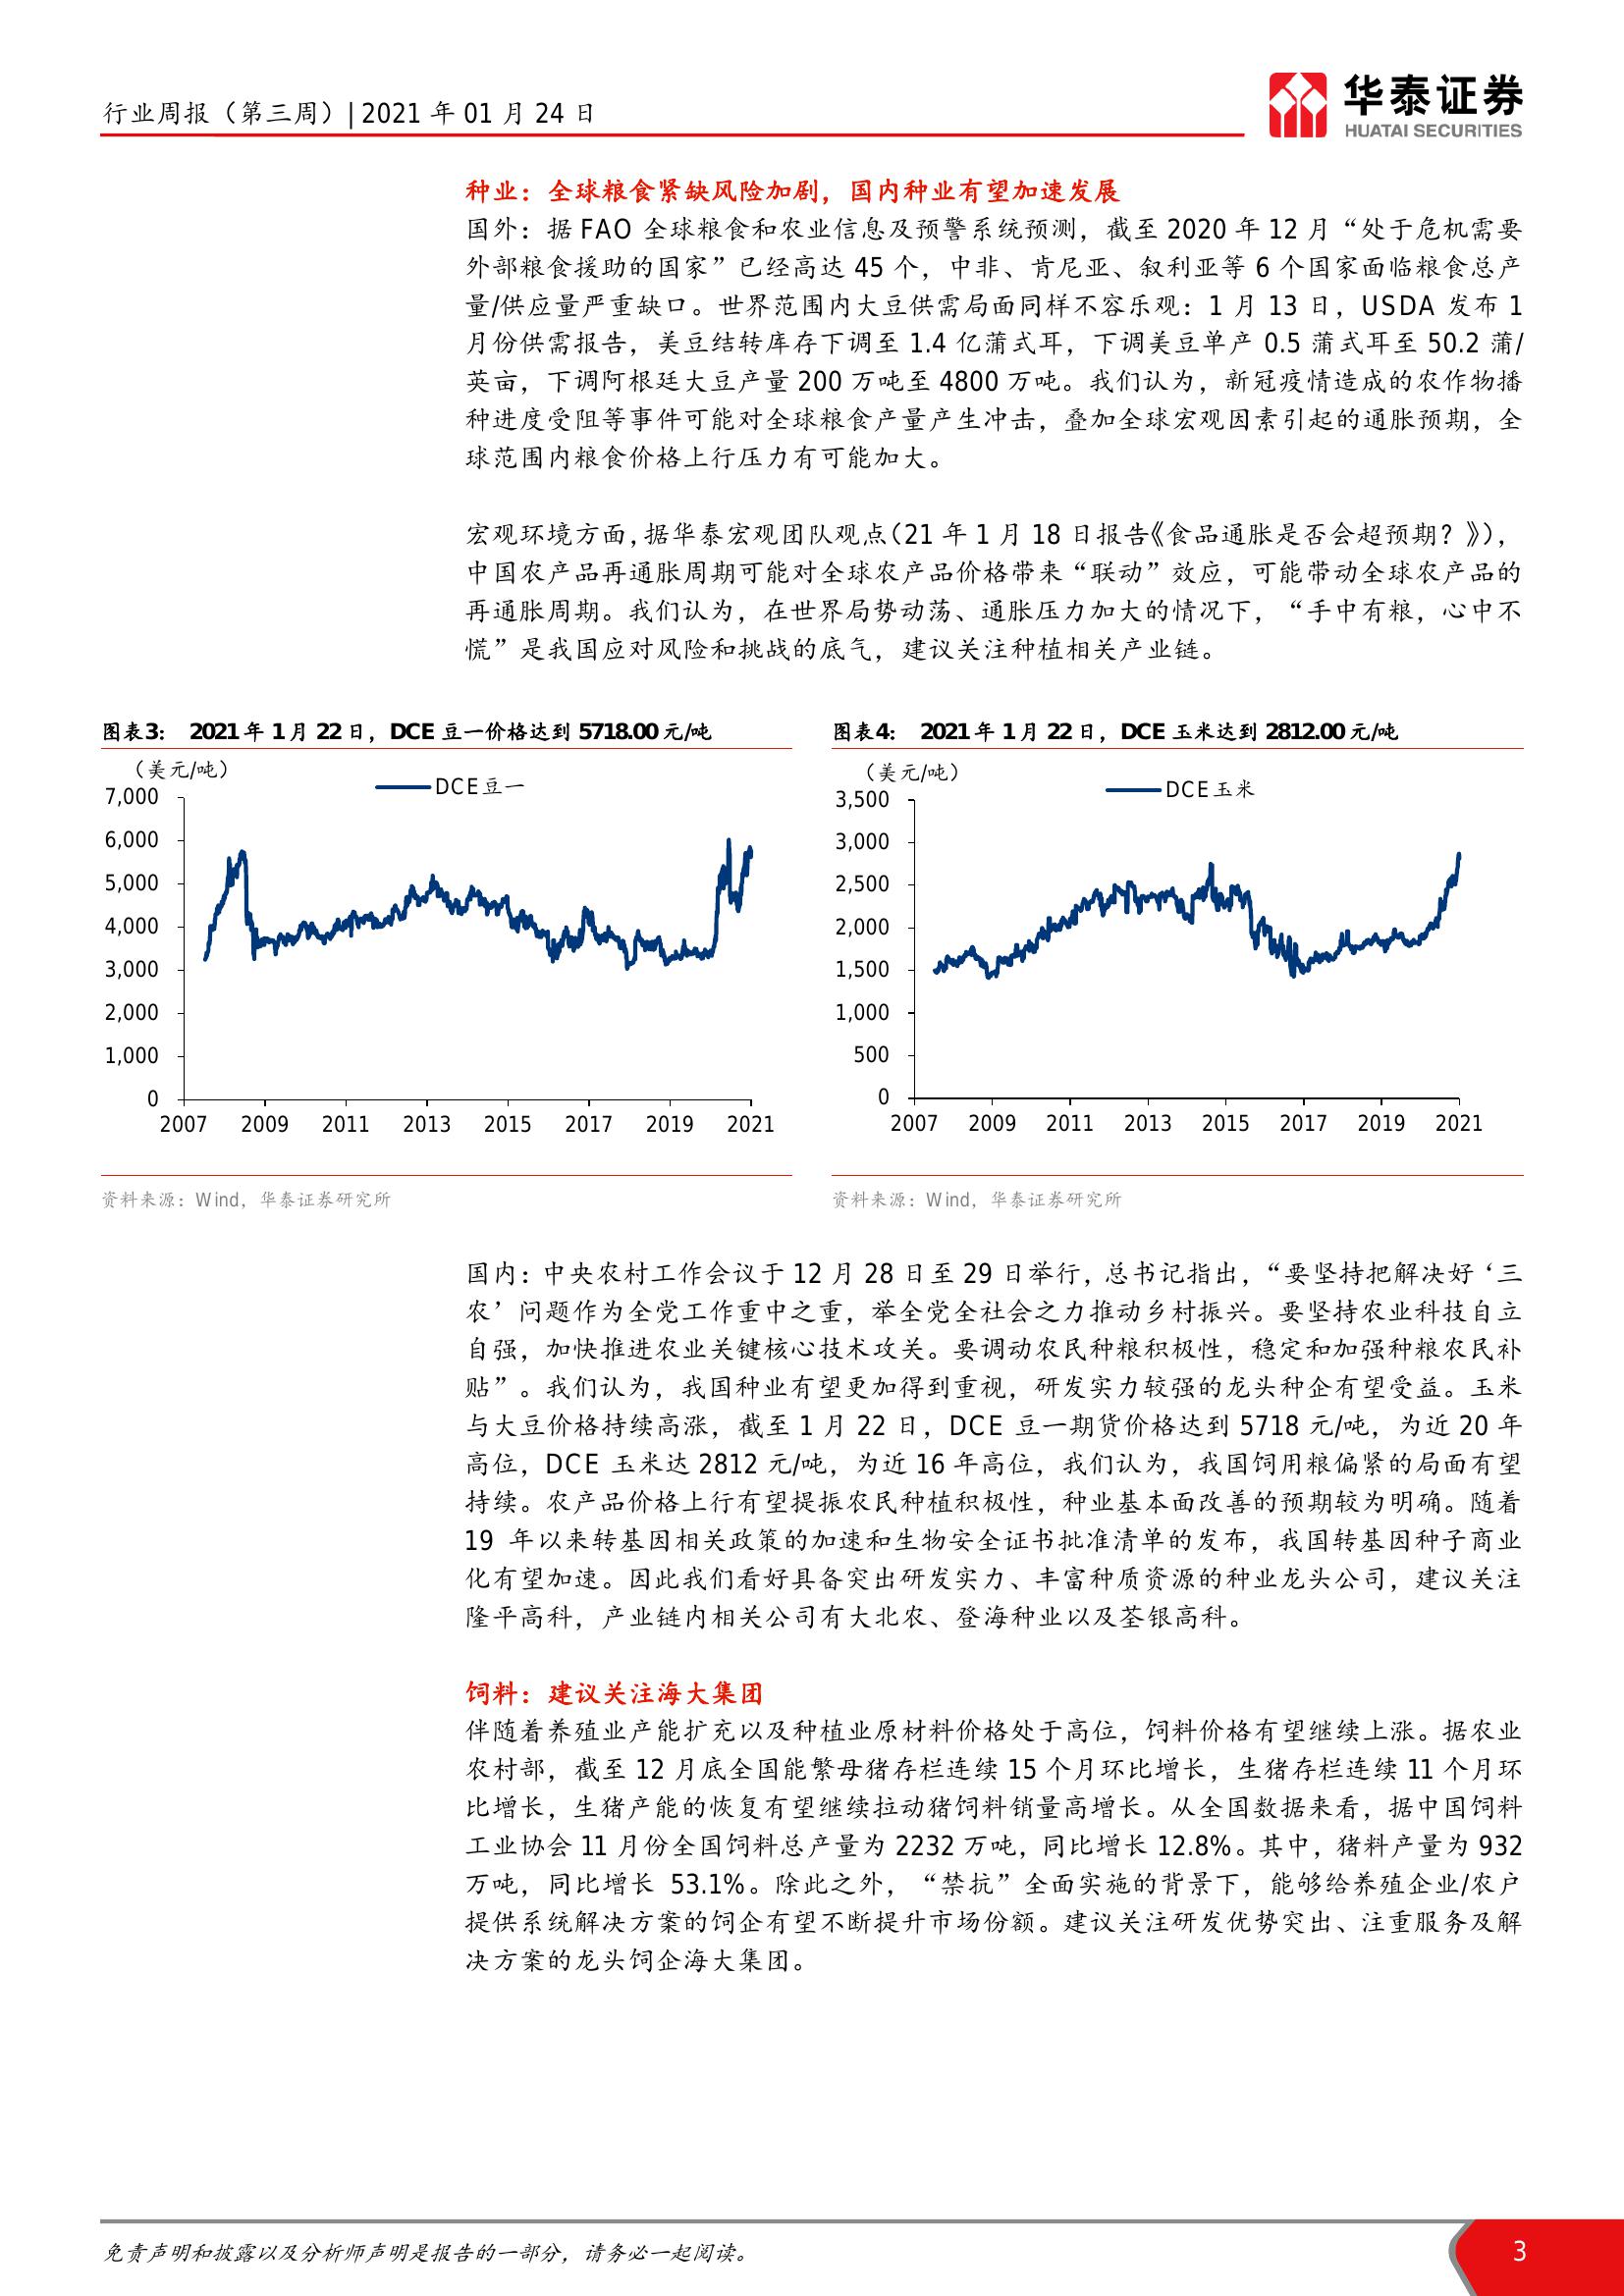 行业周报（第三周）| 2021 年 01 月 24 日
华泰证券
HUATAI SECURITIES
种业：全球粮食紧缺风险加剧，国内种业有望加速发展
国外：据 FAO 全球粮食和农业信息及预警系统预测，截至 2020 年 12 月“处于危机需要
外部粮食援助的国家”已经高达 45 个，中非、肯尼亚、叙利亚等 6 个国家面临粮食总产
量/供应量严重缺口。世界范围内大豆供需局面同样不容乐观：1 月 13 日，USDA 发布 1
月份供需报告，美豆结转库存下调至 1.4 亿蒲式耳，下调美豆单产 0.5 蒲式耳至 50.2 蒲/
英亩，下调阿根廷大豆产量 200 万吨至 4800 万吨。我们认为，新冠疫情造成的农作物播
种进度受阻等事件可能对全球粮食产量产生冲击，叠加全球宏观因素引起的通胀预期，全
球范围内粮食价格上行压力有可能加大。
宏观环境方面，据华泰宏观团队观点（21 年 1 月 18 日报告《食品通胀是否会超预期？》），
中国农产品再通胀周期可能对全球农产品价格带来“联动”效应，可能带动全球农产品的
再通胀周期。我们认为，在世界局势动荡、通胀压力加大的情况下，“手中有粮，心中不
慌”是我国应对风险和挑战的底气，建议关注种植相关产业链。
图表3： 2021 年 1 月 22 日，DCE 豆一价格达到 5718.00 元/吨
（美元/吨）
DCE豆一
7,000
6,000
5,000
4,000
3,000
2,000
1,000
0
2007 2009 2011 2013 2015 2017 2019 2021
资料来源：Wind，华泰证券研究所
图表4： 2021 年 1 月 22 日，DCE 玉米达到 2812.00 元/吨
（美元/吨）
DCE玉米
3,500
3,000
2,500
2,000
1,500
1,000
500
0
2007 2009 2011 2013 2015 2017 2019 2021
资料来源：Wind，华泰证券研究所
国内：中央农村工作会议于 12 月 28 日至 29 日举行，总书记指出，“要坚持把解决好‘三
农’问题作为全党工作重中之重，举全党全社会之力推动乡村振兴。要坚持农业科技自立
自强，加快推进农业关键核心技术攻关。要调动农民种粮积极性，稳定和加强种粮农民补
贴”。我们认为，我国种业有望更加得到重视，研发实力较强的龙头种企有望受益。玉米
与大豆价格持续高涨，截至 1 月 22 日，DCE 豆一期货价格达到 5718 元/吨，为近 20 年
高位，DCE 玉米达 2812 元/吨，为近 16 年高位，我们认为，我国饲用粮偏紧的局面有望
持续。农产品价格上行有望提振农民种植积极性，种业基本面改善的预期较为明确。随着
19 年以来转基因相关政策的加速和生物安全证书批准清单的发布，我国转基因种子商业
化有望加速。因此我们看好具备突出研发实力、丰富种质资源的种业龙头公司，建议关注
隆平高科，产业链内相关公司有大北农、登海种业以及荃银高科。
饲料：建议关注海大集团
伴随着养殖业产能扩充以及种植业原材料价格处于高位，饲料价格有望继续上涨。据农业
农村部，截至 12 月底全国能繁母猪存栏连续 15 个月环比增长，生猪存栏连续 11 个月环
比增长，生猪产能的恢复有望继续拉动猪饲料销量高增长。从全国数据来看，据中国饲料
工业协会 11 月份全国饲料总产量为 2232 万吨，同比增长 12.8%。其中，猪料产量为 932
万吨，同比增长 53.1%。除此之外，“禁抗”全面实施的背景下，能够给养殖企业/农户
提供系统解决方案的饲企有望不断提升市场份额。建议关注研发优势突出、注重服务及解
决方案的龙头饲企海大集团。
免责声明和披露以及分析师声明是报告的一部分，请务必一起阅读。
3